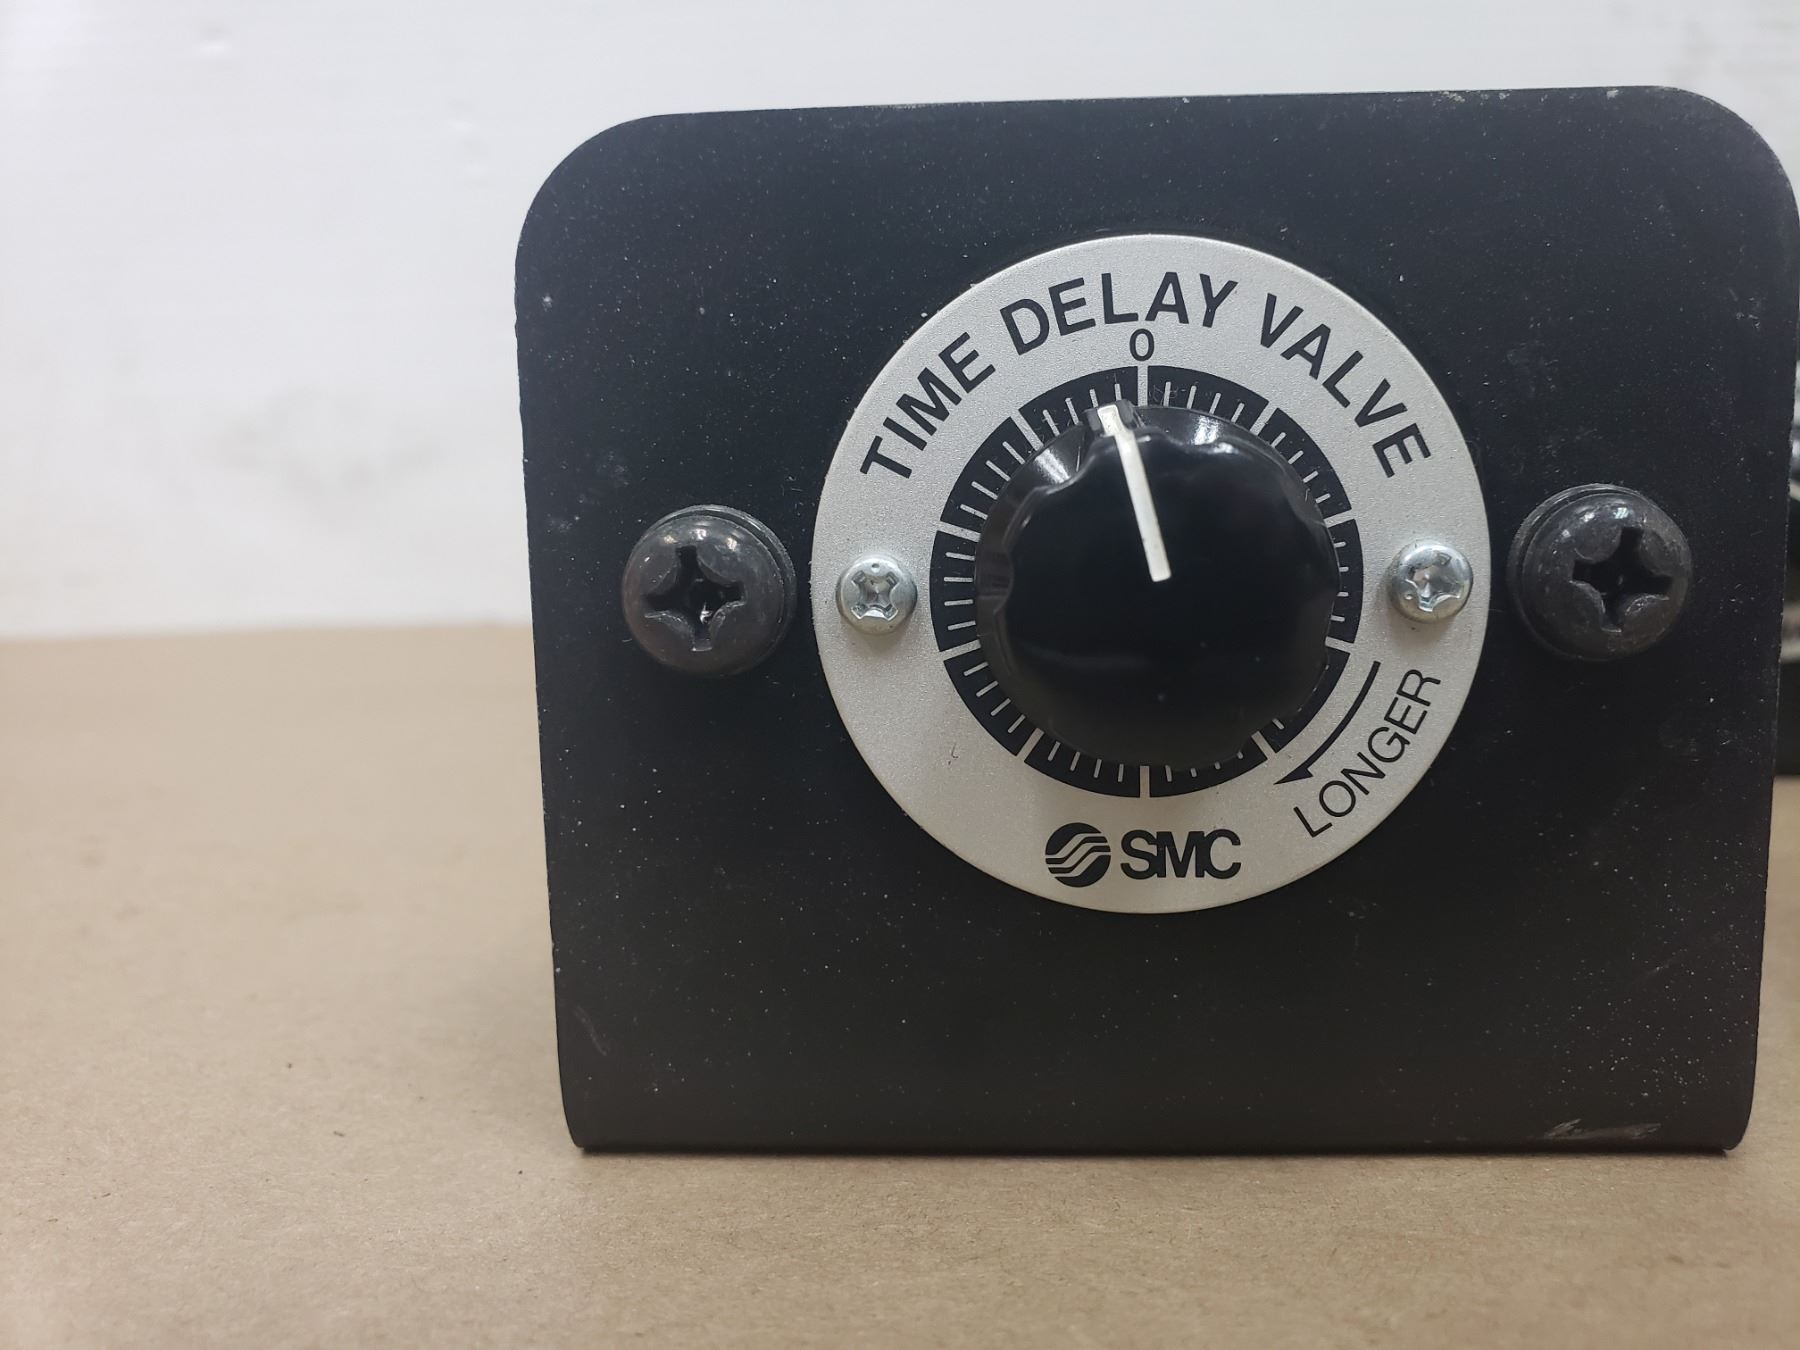 TIME DELAY VALVE
0
LONGER
SMC